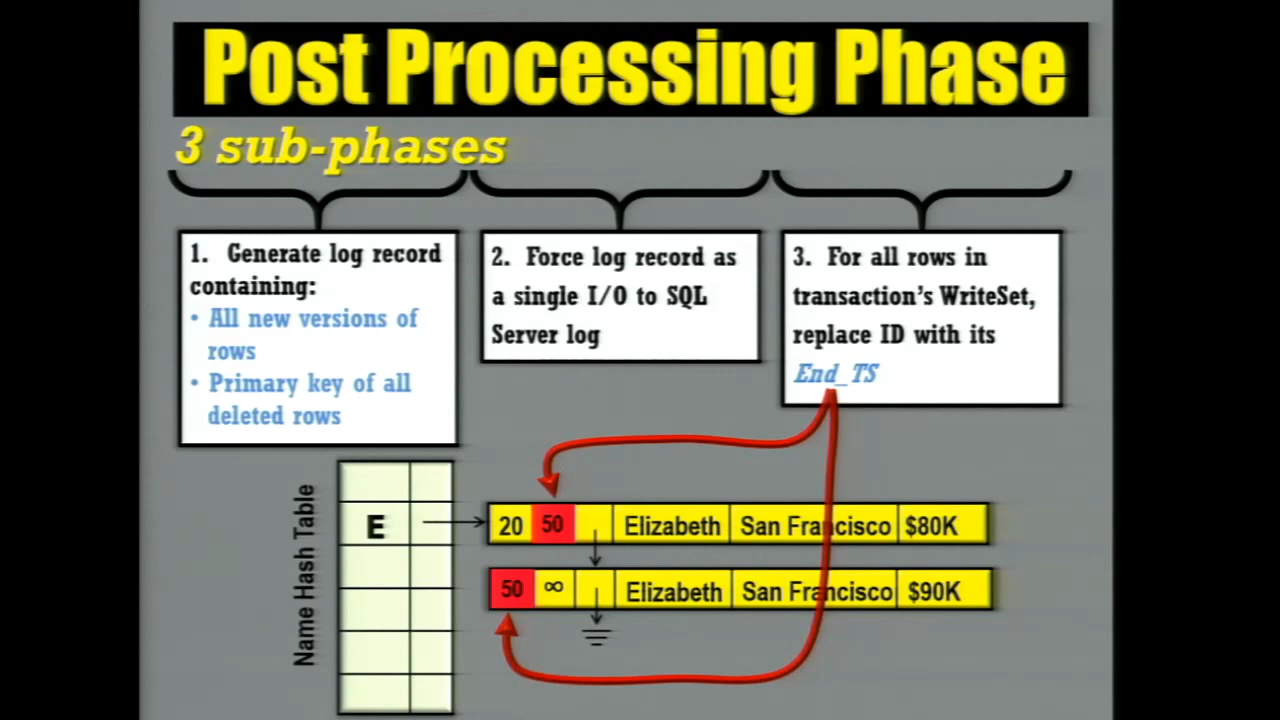 Post Processing Phase
3 sub-phases
1. Generate log record
containing:
• All new versions of
rows
• Primary key of all
deleted rows
2. Force log record as
a single I/O to SQL
Server log
3. For all rows in
transaction's WriteSet,
replace ID with its
End_TS
Name Hash Table
E
20 50 Elizabeth San Francisco $80K
50 ∞ Elizabeth San Francisco $90K